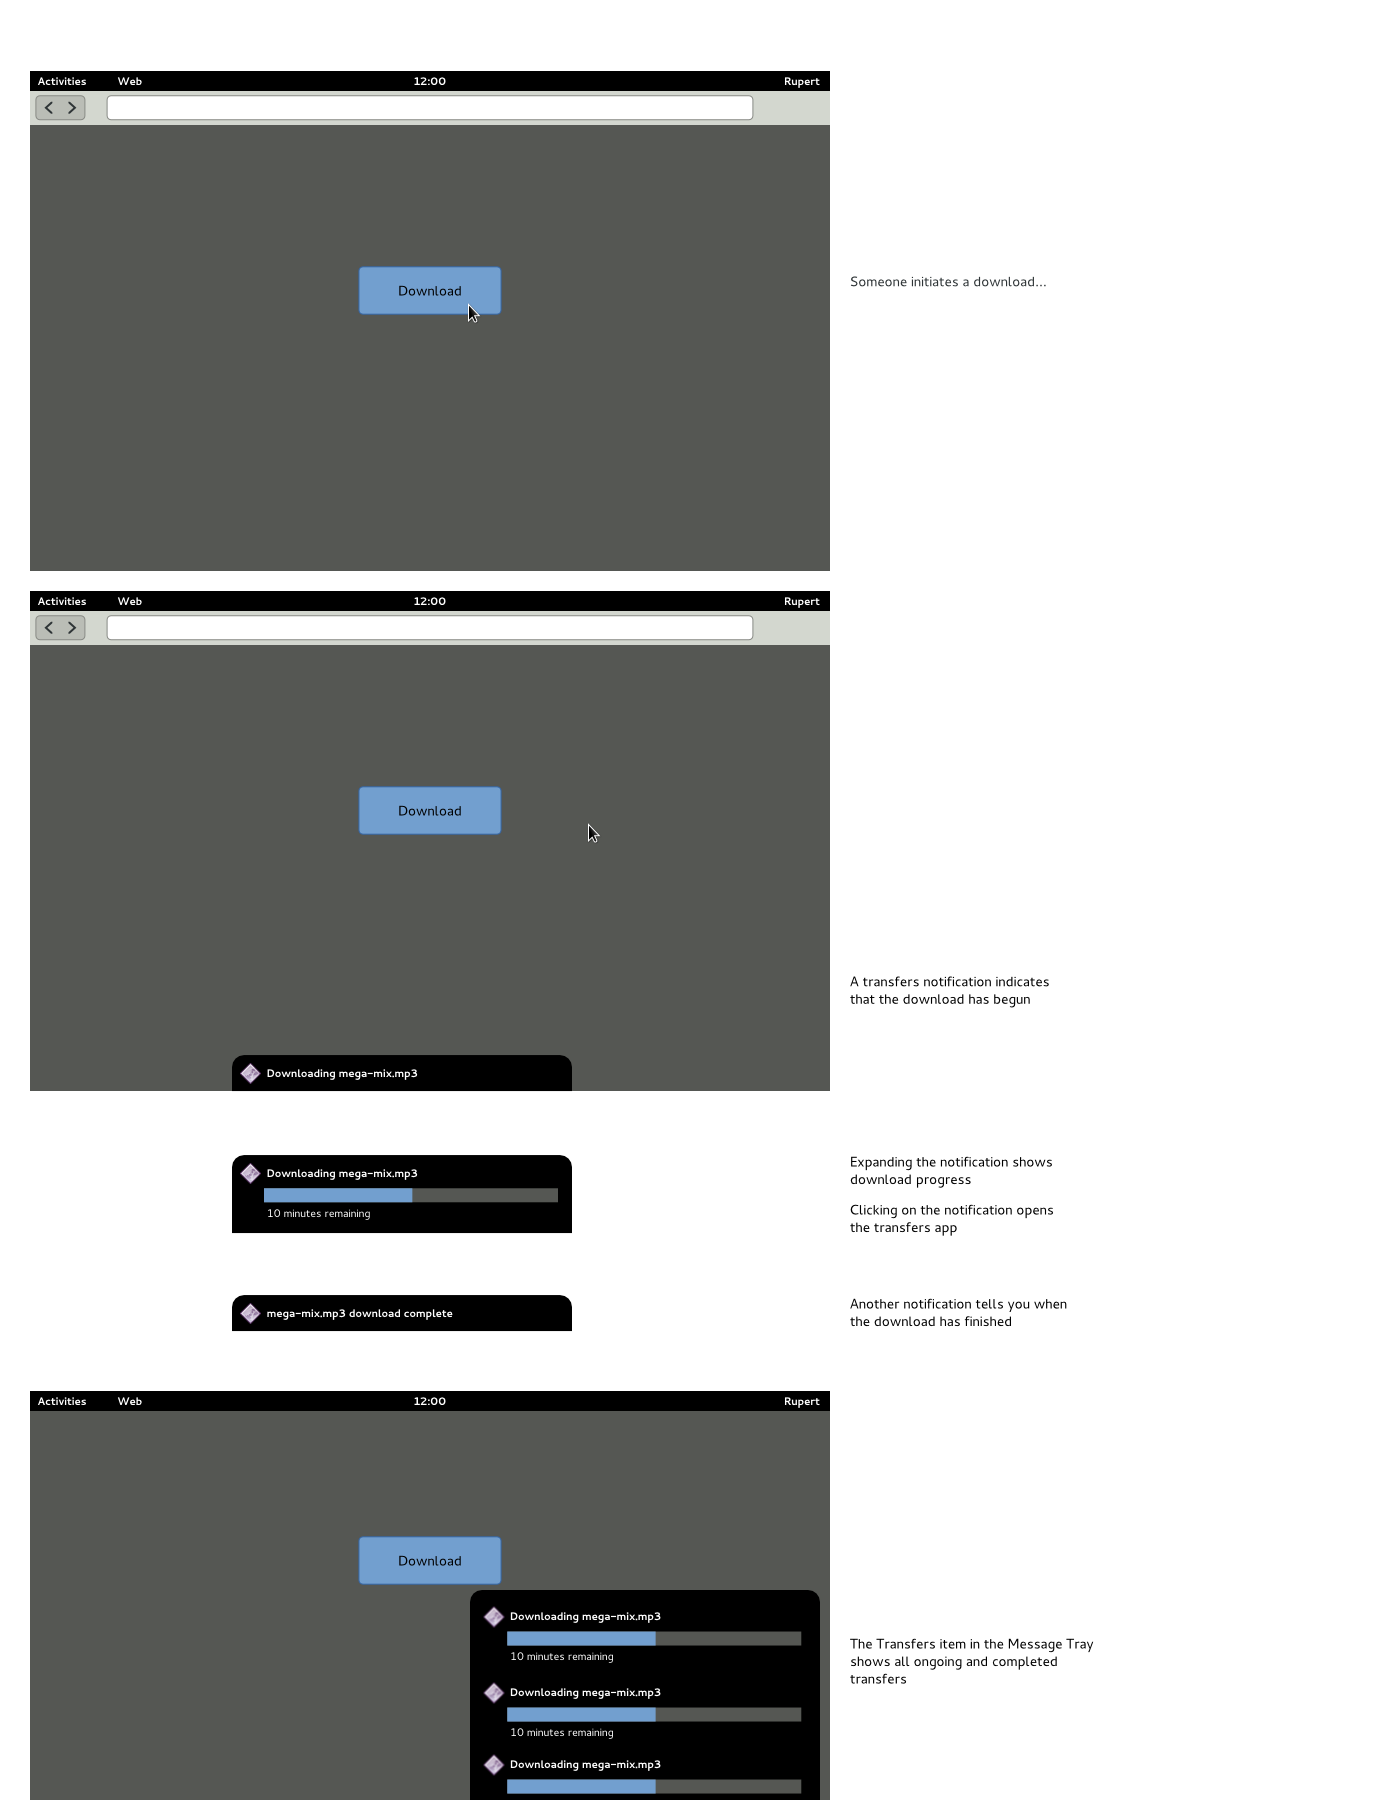 Activities Web 12:00 Rupert
Download
Someone initiates a download...
Activities Web 12:00 Rupert
Download
A transfers notification indicates
that the download has begun
Downloading mega-mix.mp3
Downloading mega-mix.mp3
10 minutes remaining
Expanding the notification shows
download progress
Clicking on the notification opens
the transfers app
mega-mix.mp3 download complete
Another notification tells you when
the download has finished
Activities Web 12:00 Rupert
Download
Downloading mega-mix.mp3
10 minutes remaining
Downloading mega-mix.mp3
10 minutes remaining
Downloading mega-mix.mp3
The Transfers item in the Message Tray
shows all ongoing and completed
transfers